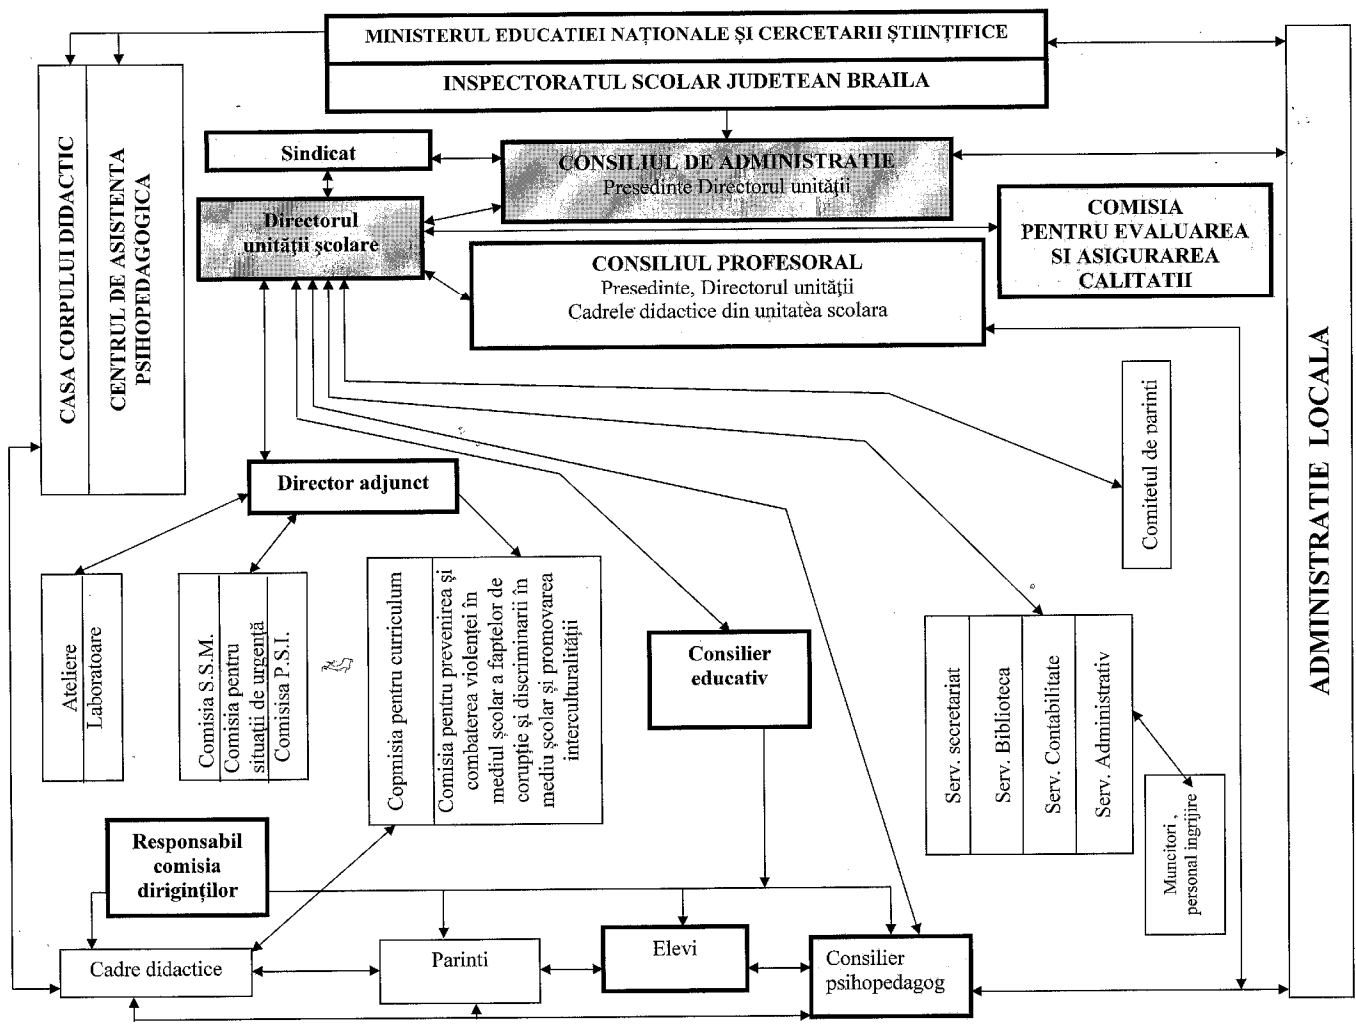 MINISTERUL EDUCATIEI NAȚIONALE ȘI CERCETARII ȘTIINȚIFICE
INSPECTORATUL SCOLAR JUDETEAN BRAILA
CASA CORPULUI DIDACTIC
CENTRUL DE ASISTENTA
PSIHOPEDAGOGICA
Sindicat
CONSILIUL DE ADMINISTRATIE
Presedinte Directorul unității
Directorul
unității școlare
COMISIA
PENTRU EVALUAREA
SI ASIGURAREA
CALITATII
CONSILIUL PROFESORAL
Presedinte, Directorul unității
Cadrele didactice din unitatea scolara
ADMINISTRATIE LOCALA
Comitetul de parinti
Director adjunct
Ateliere
Laboratoare
Comisia S.S.M.
Comisia pentru
situații de urgență
Comisisa P.S.I.
Copmisia pentru curriculum
Comisia pentru prevenirea și
combaterea violenței în
mediul școlar a faptelor de
corupție și discriminarii în
mediu școlar și promovarea
interculturalității
Consilier
educativ
Serv. secretariat
Serv. Biblioteca
Serv. Contabilitate
Serv. Administrativ
Muncitori ,
personal ingrijire
Responsabil
comisia
diriginților
Cadre didactice
Parinti
Elevi
Consilier
psihopedagog